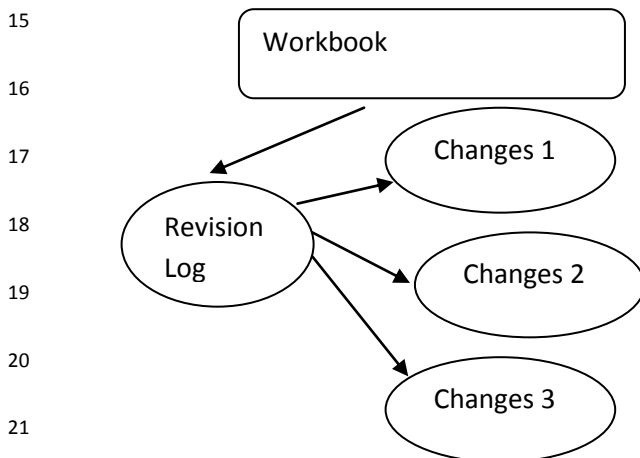 15
Workbook
16
17
Changes 1
18
Revision
Log
19
Changes 2
20
Changes 3
21